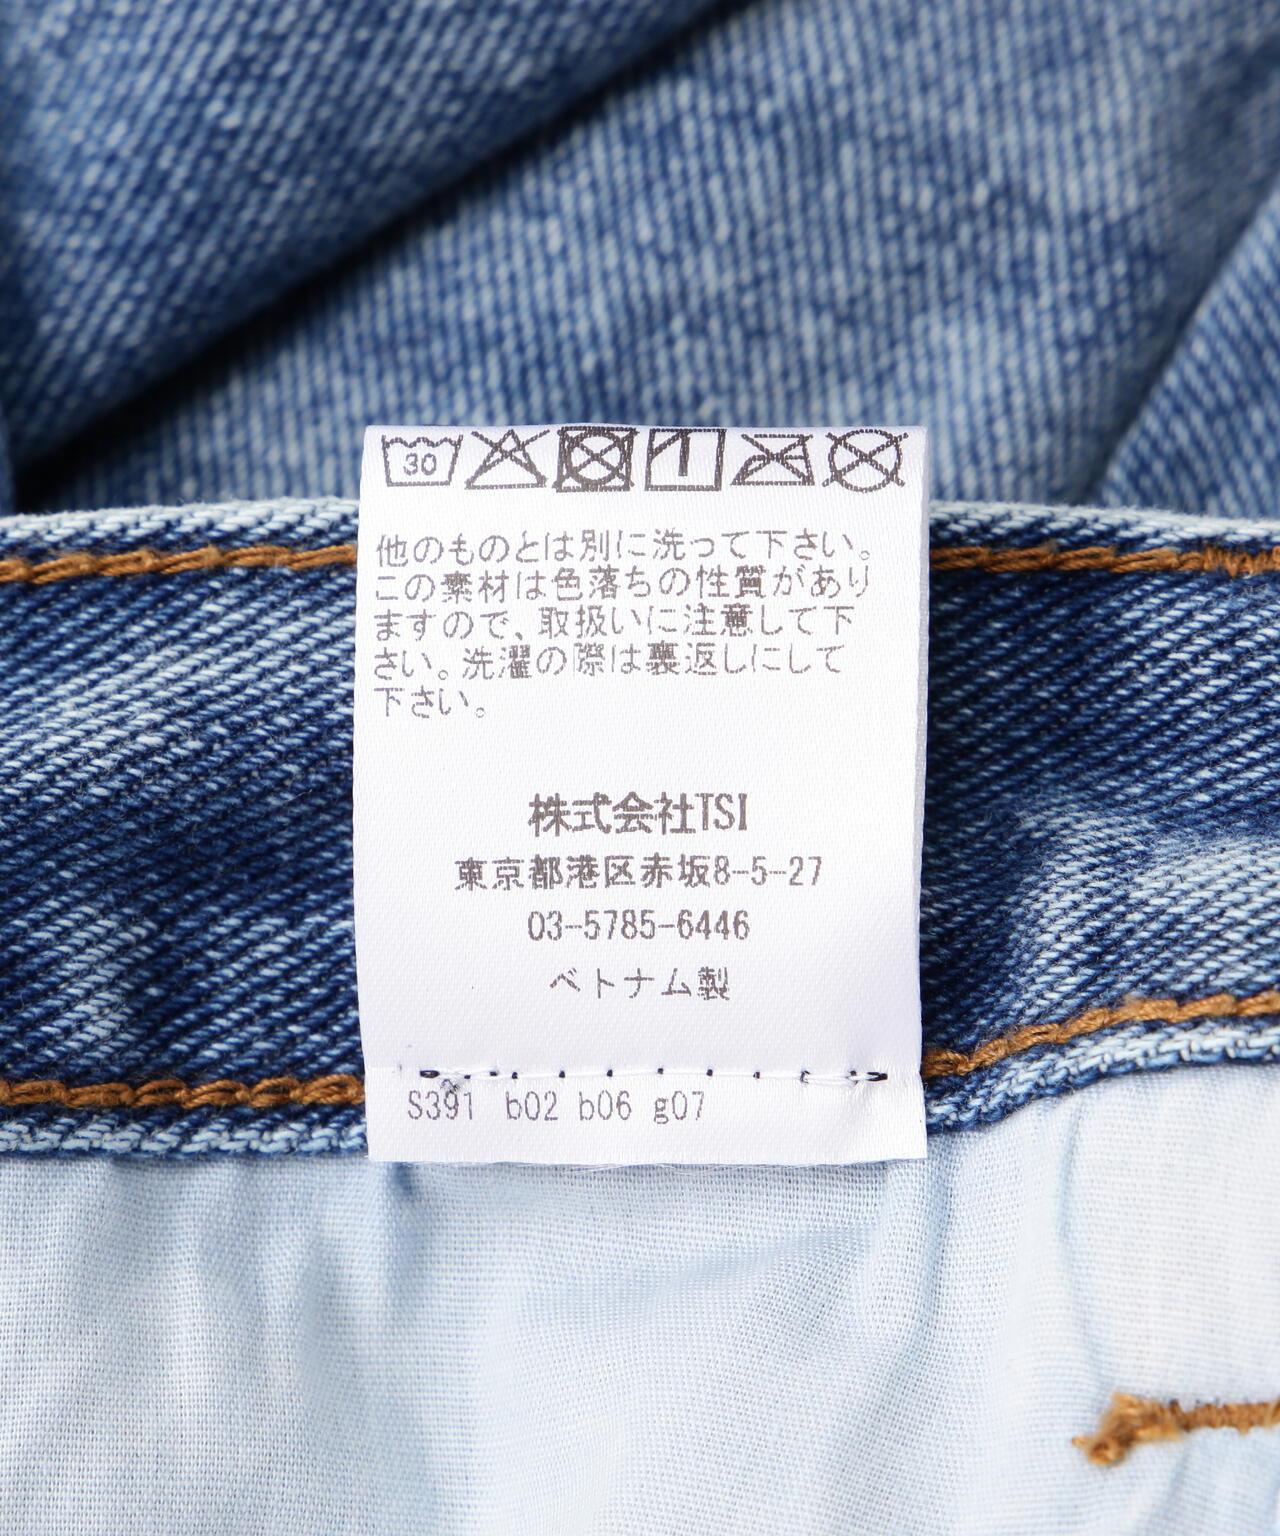 30
他のものとは別に洗って下さい。
この素材は色落ちの性質があり
ますので、取扱いに注意して下
さい。洗濯の際は裏返しにして
下さい。
株式会社TSI
東京都港区赤坂8-5-27
03-5785-6446
ベトナム製
S391 b02 b06 g07